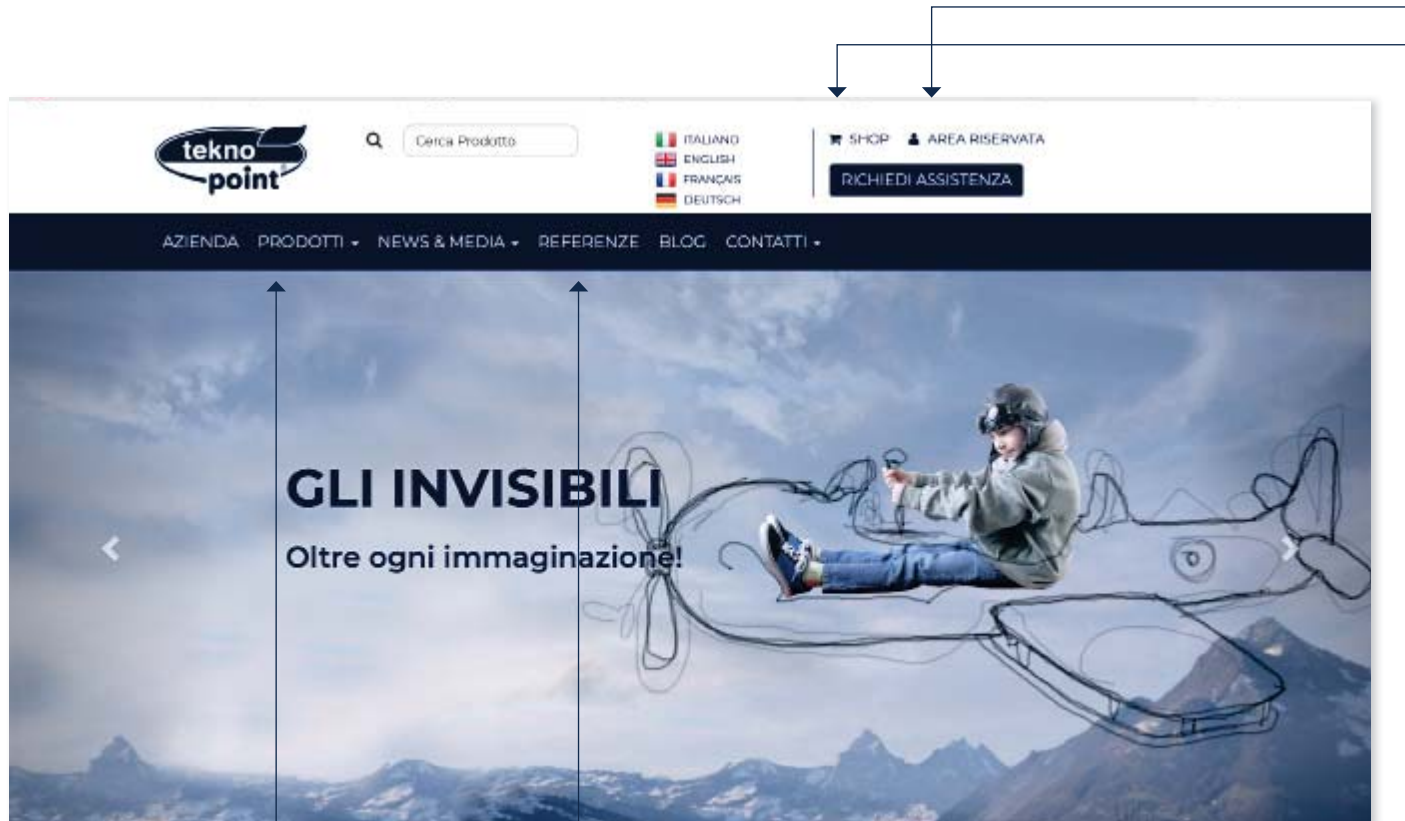 tekno
point
Cerca Prodotto
ITALIANO
ENGLISH
FRANÇAIS
DEUTSCH
SHOP
AREA RISERVATA
RICHIEDI ASSISTENZA
AZIENDA PRODOTTI NEWS & MEDIA REFERENZE BLOG CONTATTI
GLI INVISIBILI
Oltre ogni immaginazione!